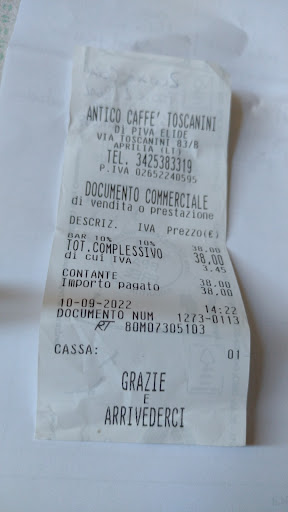 ANTICO CAFFE' TOSCANINI
Di PIVA ELIDE
VIA TOSCANINI 83/B
APRILIA (LT)
TEL. 3425383319
P.IVA 02652240595
DOCUMENTO COMMERCIALE
di vendita o prestazione
DESCRIZ. IVA Prezzo(€)
BAR 10% 10% 38.00
TOT.COMPLESSIVO 38.00
di cui IVA 3.45
CONTANTE 38.00
Importo pagato 38.00
10-09-2022 14:22
DOCUMENTO NUM 1273-0113
RT 80MD7305103
CASSA: 01
GRAZIE
E
ARRIVEDERCI